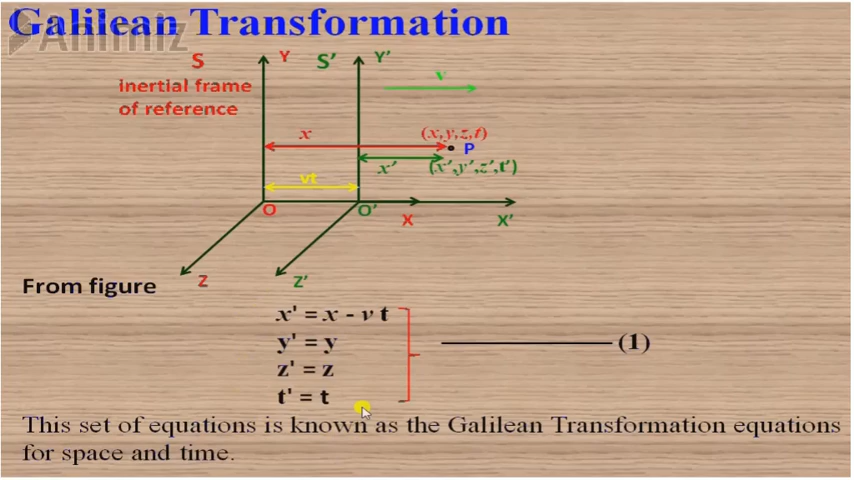 Galilean Transformation
Animiz
S
Y
S′
Y′
v
inertial frame
of reference
x
(x,y,z,t)
P
x′
(x′,y′,z′,t′)
vt
O
O′
X
X′
Z
Z′
From figure
x' = x - v t
y' = y
(1)
z' = z
t' = t
This set of equations is known as the Galilean Transformation equations
for space and time.